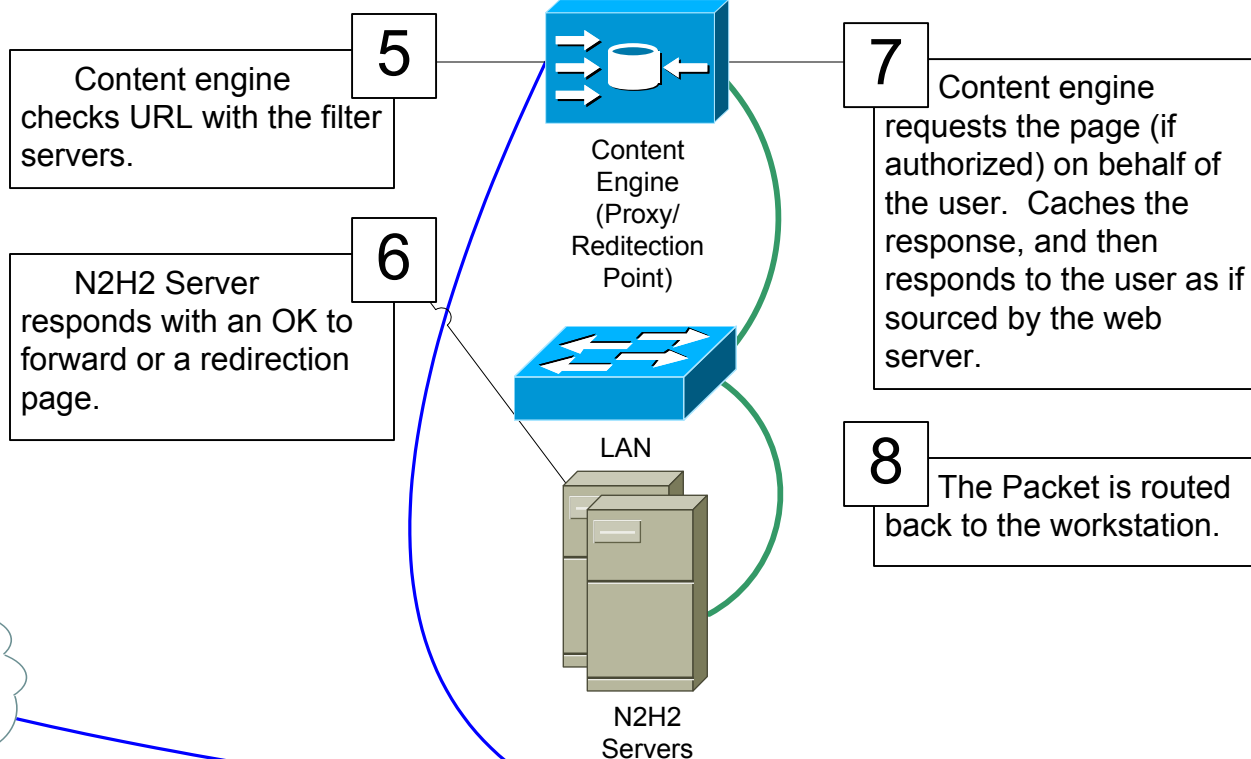 5
Content engine
checks URL with the filter
servers.
6
N2H2 Server
responds with an OK to
forward or a redirection
page.
Content
Engine
(Proxy/
Reditection
Point)
LAN
N2H2
Servers
7
Content engine
requests the page (if
authorized) on behalf of
the user. Caches the
response, and then
responds to the user as if
sourced by the web
server.
8
The Packet is routed
back to the workstation.